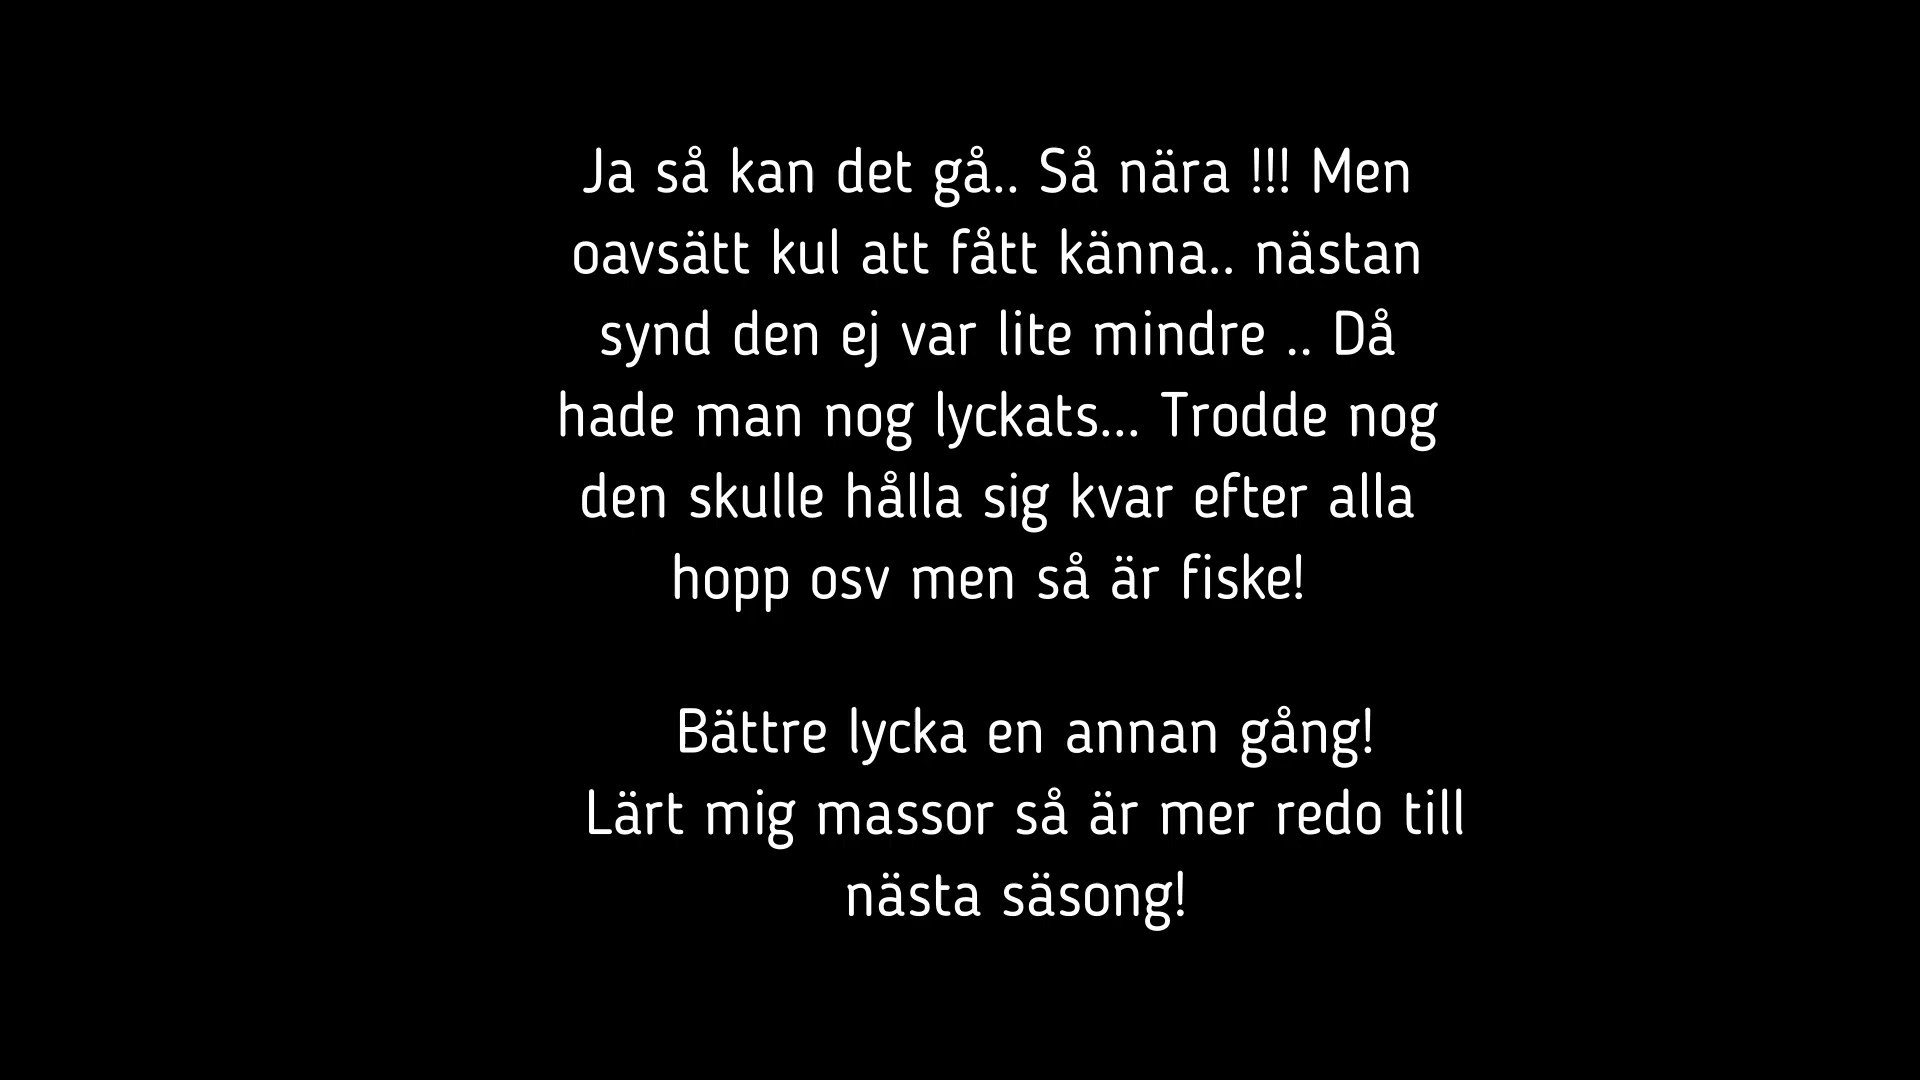 Ja så kan det gå.. Så nära !!! Men
oavsätt kul att fått känna.. nästan
synd den ej var lite mindre .. Då
hade man nog lyckats... Trodde nog
den skulle hålla sig kvar efter alla
hopp osv men så är fiske!
Bättre lycka en annan gång!
Lärt mig massor så är mer redo till
nästa säsong!